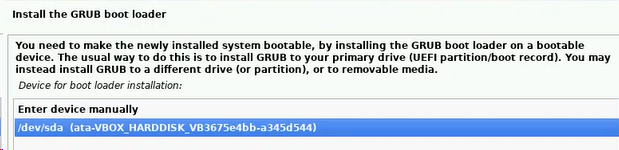 Install the GRUB boot loader
You need to make the newly installed system bootable, by installing the GRUB boot loader on a bootable
device. The usual way to do this is to install GRUB to your primary drive (UEFI partition/boot record). You may
instead install GRUB to a different drive (or partition), or to removable media.
Device for boot loader installation:
Enter device manually
/dev/sda (ata-VBOX_HARDDISK_VB3675e4bb-a345d544)